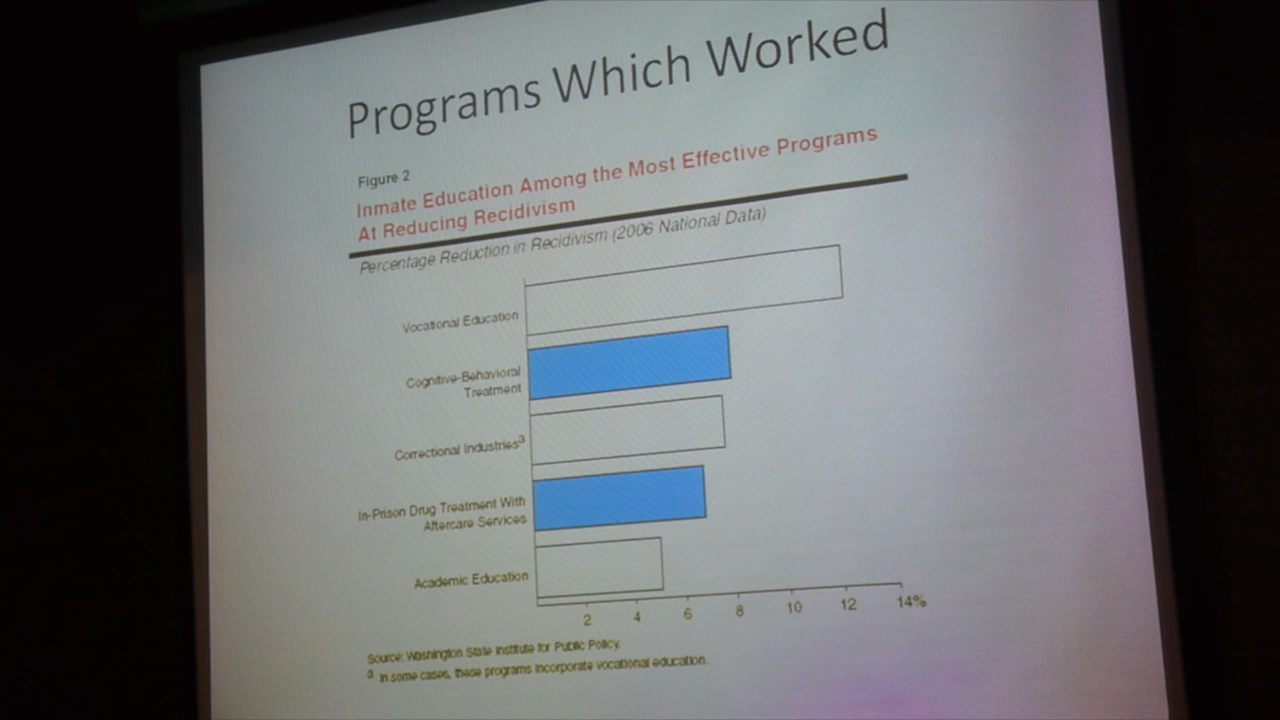 Programs Which Worked
Figure 2
Inmate Education Among the Most Effective Programs
At Reducing Recidivism
Percentage Reduction in Recidivism (2006 National Data)
Vocational Education
Cognitive-Behavioral
Treatment
Correctional Industriesª
In-Prison Drug Treatment With
Aftercare Services
Academic Education
2 4 6 8 10 12 14%
Source: Washington State Institute for Public Policy.
ª In some cases, these programs incorporate vocational education.